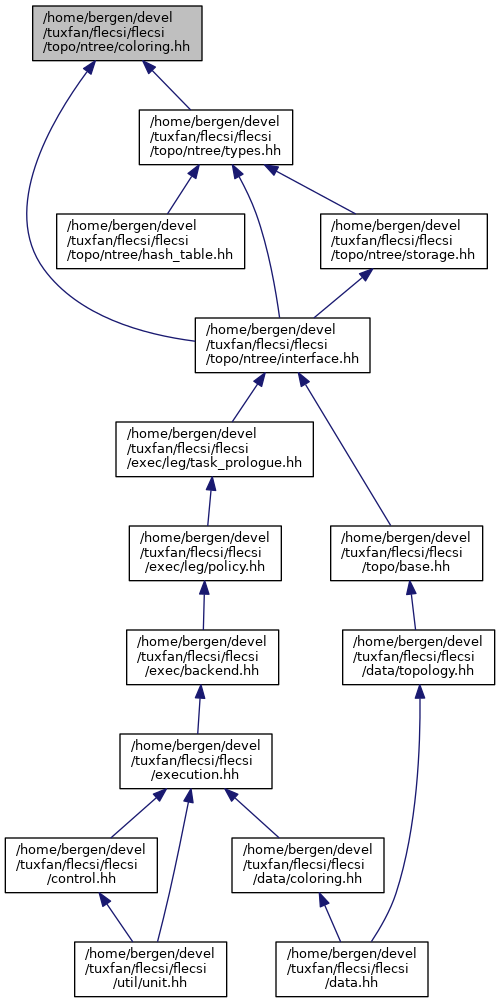 /home/bergen/devel
/tuxfan/flecsi/flecsi
/topo/ntree/coloring.hh
/home/bergen/devel
/tuxfan/flecsi/flecsi
/topo/ntree/types.hh
/home/bergen/devel
/tuxfan/flecsi/flecsi
/topo/ntree/hash_table.hh
/home/bergen/devel
/tuxfan/flecsi/flecsi
/topo/ntree/storage.hh
/home/bergen/devel
/tuxfan/flecsi/flecsi
/topo/ntree/interface.hh
/home/bergen/devel
/tuxfan/flecsi/flecsi
/exec/leg/task_prologue.hh
/home/bergen/devel
/tuxfan/flecsi/flecsi
/exec/leg/policy.hh
/home/bergen/devel
/tuxfan/flecsi/flecsi
/topo/base.hh
/home/bergen/devel
/tuxfan/flecsi/flecsi
/exec/backend.hh
/home/bergen/devel
/tuxfan/flecsi/flecsi
/data/topology.hh
/home/bergen/devel
/tuxfan/flecsi/flecsi
/execution.hh
/home/bergen/devel
/tuxfan/flecsi/flecsi
/control.hh
/home/bergen/devel
/tuxfan/flecsi/flecsi
/data/coloring.hh
/home/bergen/devel
/tuxfan/flecsi/flecsi
/util/unit.hh
/home/bergen/devel
/tuxfan/flecsi/flecsi
/data.hh